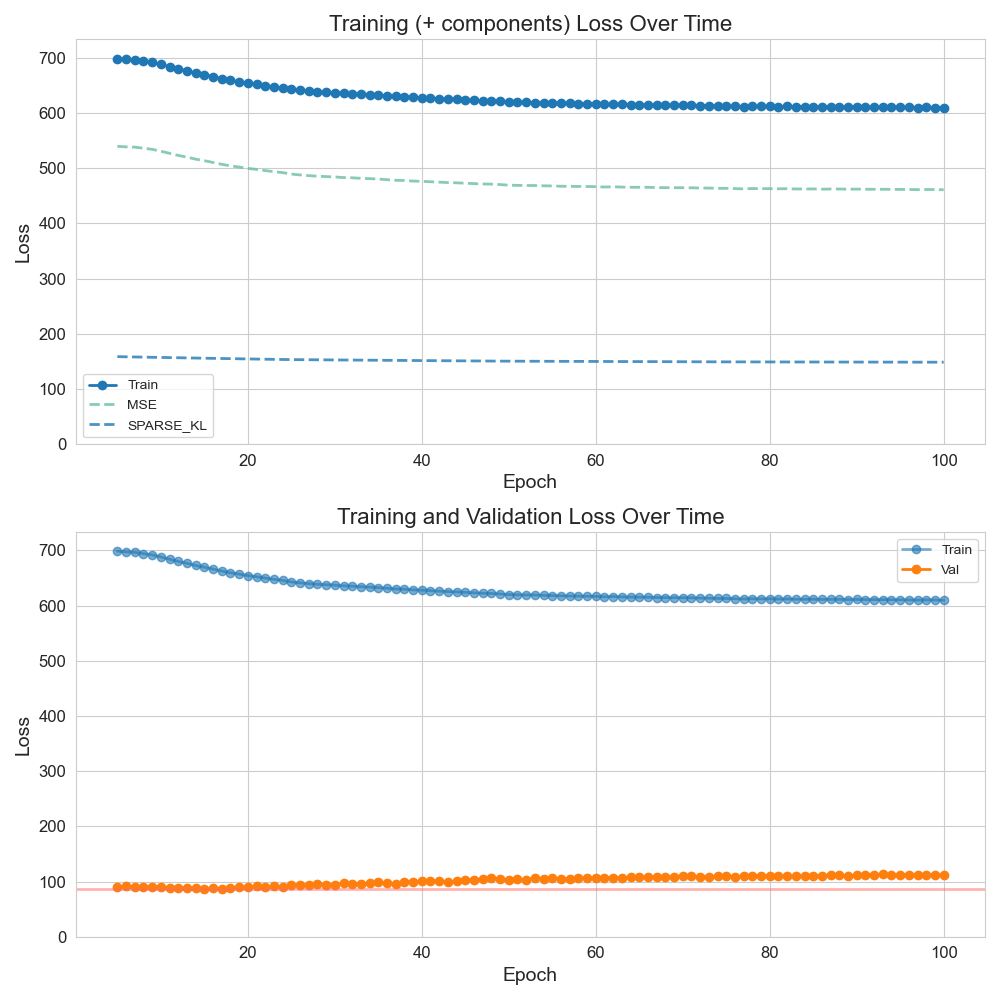 Training (+ components) Loss Over Time
700
600
500
400
300
200
100
0
Loss
Train
MSE
SPARSE_KL
20 40 60 80 100
Epoch
Training and Validation Loss Over Time
700
600
500
400
300
200
100
0
Loss
Train
Val
20 40 60 80 100
Epoch